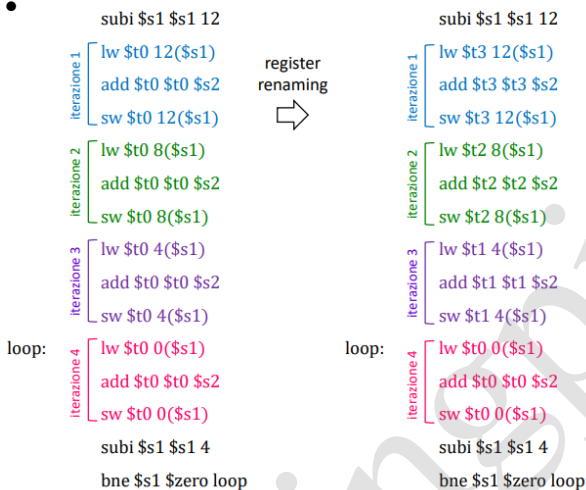 subi $s1 $s1 12
iterazione 1
lw $t0 12($s1)
add $t0 $t0 $s2
sw $t0 12($s1)
iterazione 2
lw $t0 8($s1)
add $t0 $t0 $s2
sw $t0 8($s1)
iterazione 3
lw $t0 4($s1)
add $t0 $t0 $s2
sw $t0 4($s1)
loop:
iterazione 4
lw $t0 0($s1)
add $t0 $t0 $s2
sw $t0 0($s1)
subi $s1 $s1 4
bne $s1 $zero loop
register
renaming
subi $s1 $s1 12
iterazione 1
lw $t3 12($s1)
add $t3 $t3 $s2
sw $t3 12($s1)
iterazione 2
lw $t2 8($s1)
add $t2 $t2 $s2
sw $t2 8($s1)
iterazione 3
lw $t1 4($s1)
add $t1 $t1 $s2
sw $t1 4($s1)
loop:
iterazione 4
lw $t0 0($s1)
add $t0 $t0 $s2
sw $t0 0($s1)
subi $s1 $s1 4
bne $s1 $zero loop